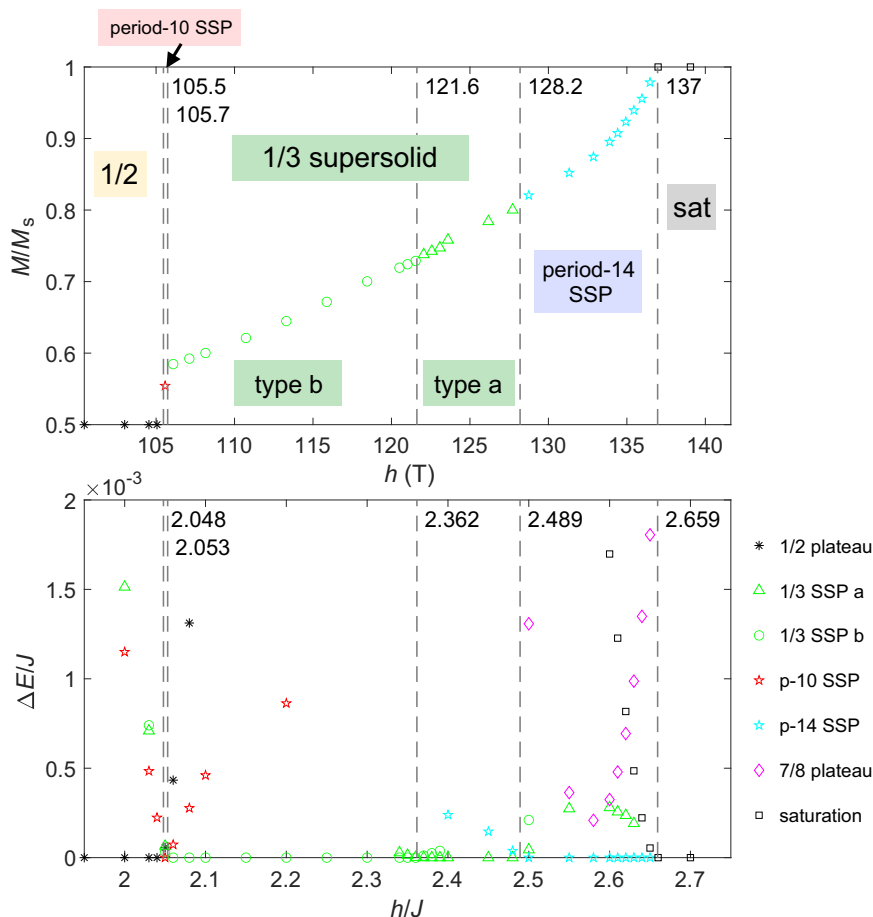 period-10 SSP
1
105.5
105.7
121.6
128.2
137
1/3 supersolid
1/2
sat
0.9
0.8
0.7
0.6
0.5
M/Mₛ
period-14
SSP
type b
type a
105
110
115
120
125
130
135
140
h (T)
×10⁻³
2
1.5
1
0.5
0
ΔE/J
2.048
2.053
2.362
2.489
2.659
2
2.1
2.2
2.3
2.4
2.5
2.6
2.7
h/J
1/2 plateau
1/3 SSP a
1/3 SSP b
p-10 SSP
p-14 SSP
7/8 plateau
saturation